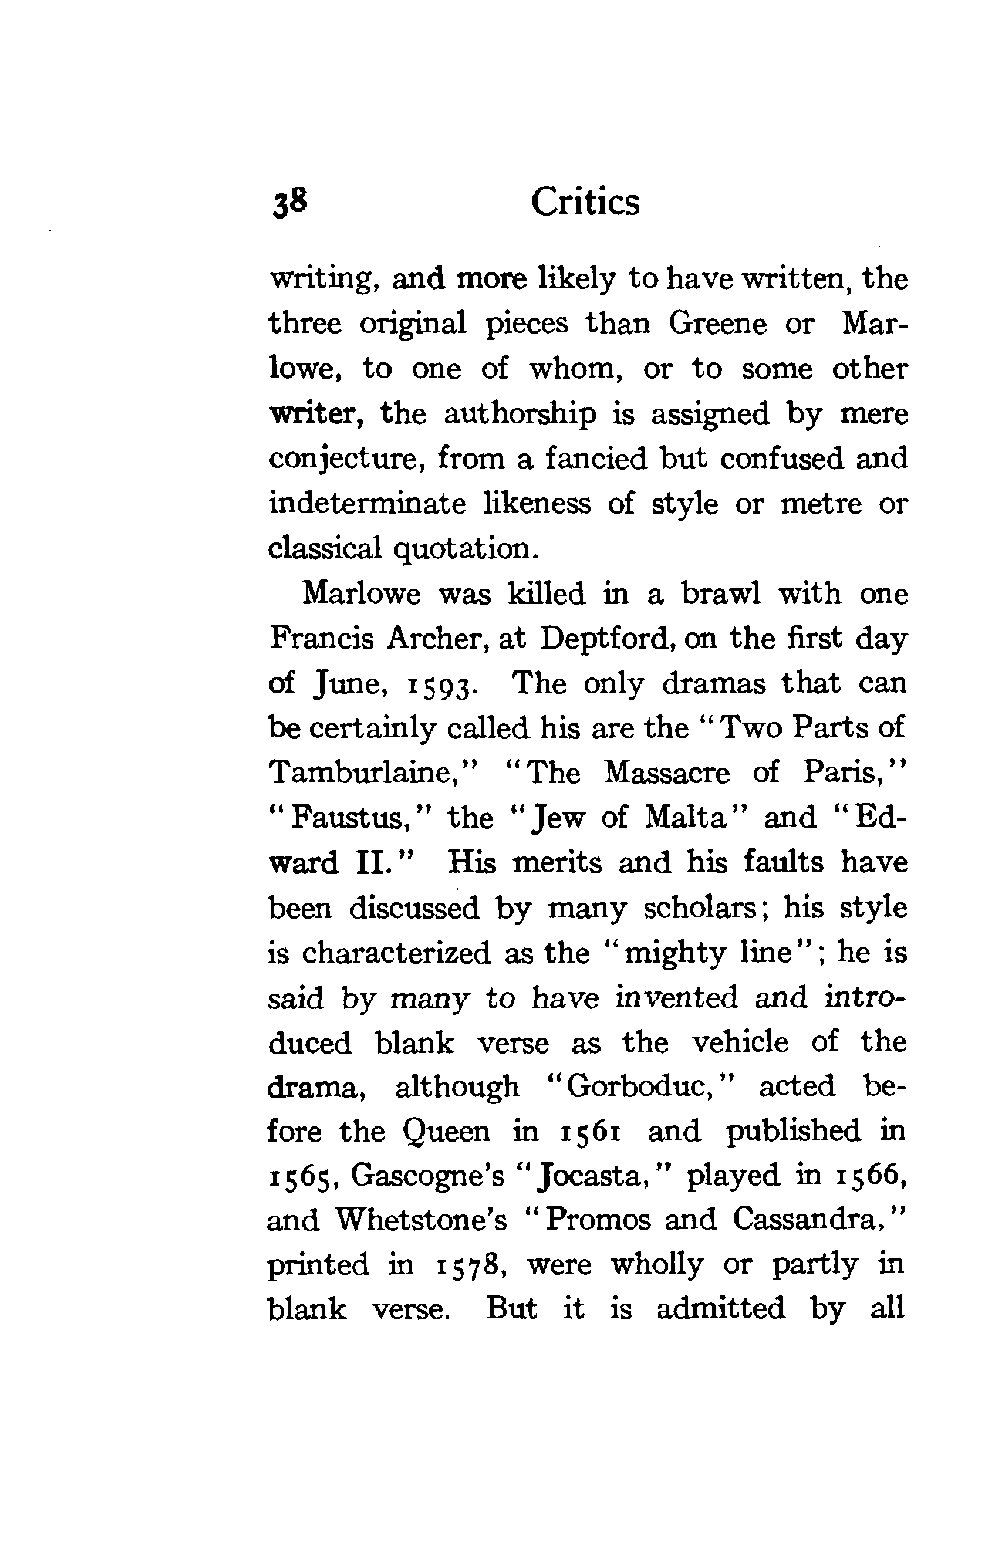 38 Critics
writing, and more likely to have written, the
three original pieces than Greene or Mar-
lowe, to one of whom, or to some other
writer, the authorship is assigned by mere
conjecture, from a fancied but confused and
indeterminate likeness of style or metre or
classical quotation.
Marlowe was killed in a brawl with one
Francis Archer, at Deptford, on the first day
of June, 1593. The only dramas that can
be certainly called his are the "Two Parts of
Tamburlaine," "The Massacre of Paris,"
"Faustus," the "Jew of Malta" and "Ed-
ward II." His merits and his faults have
been discussed by many scholars; his style
is characterized as the "mighty line"; he is
said by many to have invented and intro-
duced blank verse as the vehicle of the
drama, although "Gorboduc," acted be-
fore the Queen in 1561 and published in
1565, Gascogne's "Jocasta," played in 1566,
and Whetstone's "Promos and Cassandra,"
printed in 1578, were wholly or partly in
blank verse. But it is admitted by all